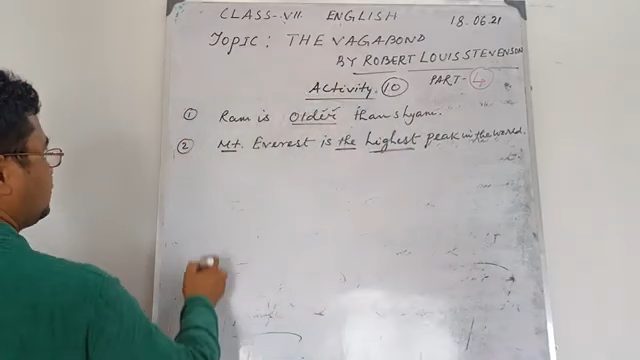 CLASS-VII ENGLISH 18.06.21
Topic: THE VAGABOND
BY ROBERT LOUIS STEVENSON
Activity. 10 PART-4
1 Ram is Older than Shyam.
2 Mt. Everest is the highest peak in the world.